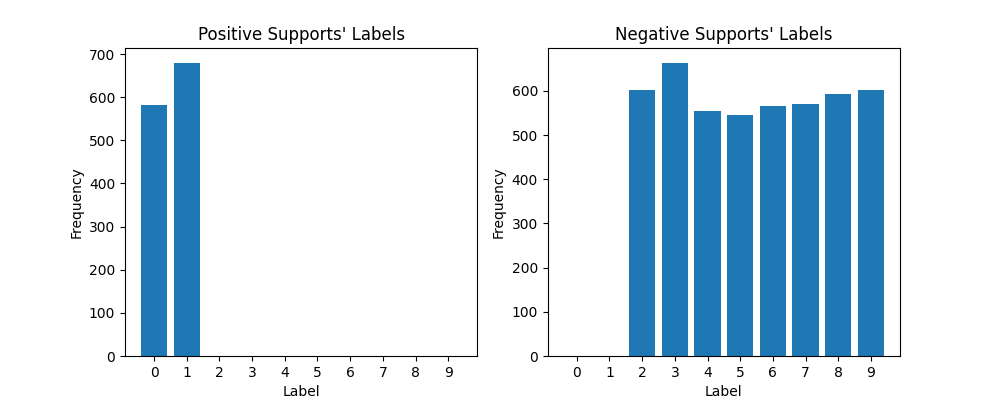 Positive Supports' Labels
700
600
500
400
300
200
100
0
Frequency
0 1 2 3 4 5 6 7 8 9
Label
Negative Supports' Labels
600
500
400
300
200
100
0
Frequency
0 1 2 3 4 5 6 7 8 9
Label